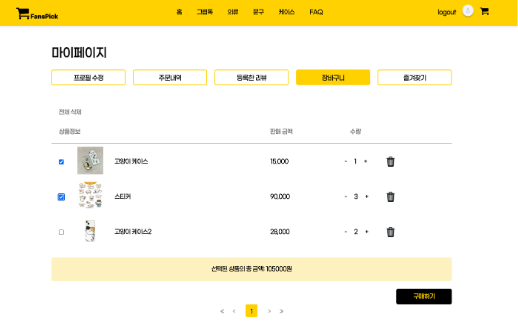 FansPick
홈 그립톡 의류 문구 케이스 FAQ
logout
마이페이지
프로필 수정 주문내역 등록한 리뷰 장바구니 즐겨찾기
전체 삭제
상품정보 판매 금액 수량
고양이 케이스 15,000 - 1 +
스티커 90,000 - 3 +
고양이 케이스2 28,000 - 2 +
선택된 상품의 총 금액: 105000원
구매하기
« ‹ 1 › »